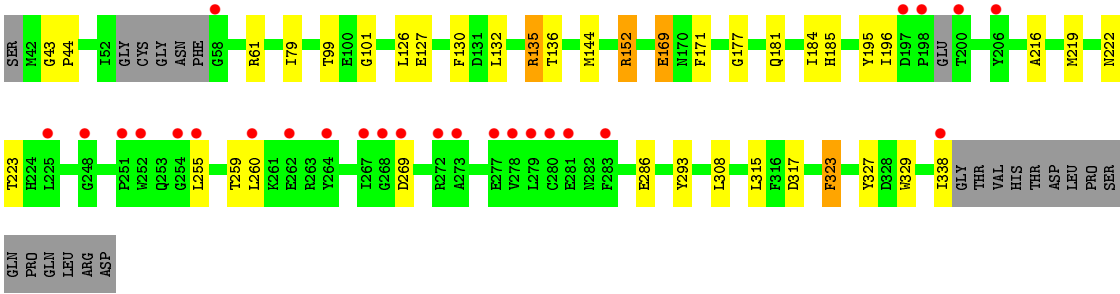 SER M42 G43 P44 I52 GLY CYS GLY ASN PHE G58 R61 I79 T99 E100 G101 L126 E127 F130 D131 L132 R135 T136 M144 R152 E169 N170 F171 G177 Q181 I184 H185 Y195 I196 D197 P198 GLU T200 Y206 A216 M219 N222
T223 H224 L225 G248 P251 W252 Q253 G254 L255 T259 L260 K261 E262 R263 Y264 I267 G268 D269 R272 A273 E277 V278 L279 C280 E281 N282 F283 E286 Y293 L308 L315 F316 D317 F323 Y327 D328 W329 I338 GLY THR VAL HIS THR ASP LEU PRO SER
GLN PRO GLN LEU ARG ASP